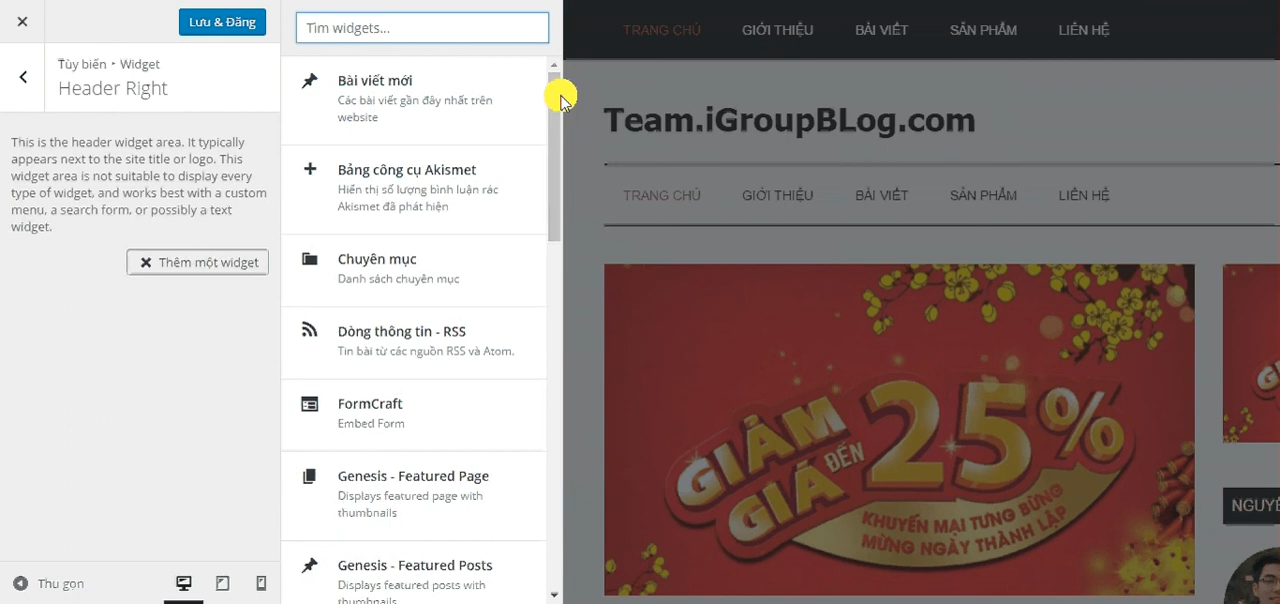 Lưu & Đăng
Tùy biến ▸ Widget
Header Right
This is the header widget area. It typically
appears next to the site title or logo. This
widget area is not suitable to display every
type of widget, and works best with a custom
menu, a search form, or possibly a text
widget.
Thêm một widget
Thu gọn
Tìm widgets...
Bài viết mới
Các bài viết gần đây nhất trên
website
Bảng công cụ Akismet
Hiển thị số lượng bình luận rác
Akismet đã phát hiện
Chuyên mục
Danh sách chuyên mục
Dòng thông tin - RSS
Tin bài từ các nguồn RSS và Atom.
FormCraft
Embed Form
Genesis - Featured Page
Displays featured page with
thumbnails
Genesis - Featured Posts
Displays featured posts with
thumbnails
TRANG CHỦ GIỚI THIỆU BÀI VIẾT SẢN PHẨM LIÊN HỆ
Team.iGroupBLog.com
TRANG CHỦ GIỚI THIỆU BÀI VIẾT SẢN PHẨM LIÊN HỆ
GIẢM
GIÁ ĐẾN 25%
KHUYẾN MẠI TƯNG BỪNG
MỪNG NGÀY THÀNH LẬP